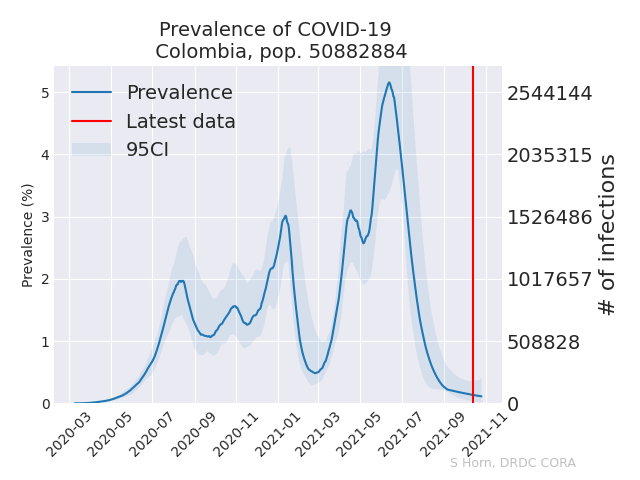 Prevalence of COVID-19
Colombia, pop. 50882884
Prevalence
Latest data
95CI
Prevalence (%)
5
4
3
2
1
0
2544144
2035315
1526486
1017657
508828
0
# of infections
2020-03
2020-05
2020-07
2020-09
2020-11
2021-01
2021-03
2021-05
2021-07
2021-09
2021-11
S Horn, DRDC CORA